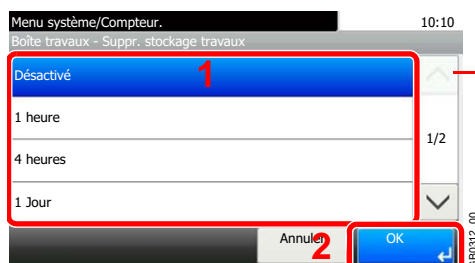 Menu système/Compteur.
10:10
Boîte travaux - Suppr. stockage travaux
Désactivé
1
1 heure
1/2
4 heures
1 Jour
Annuler
2
OK